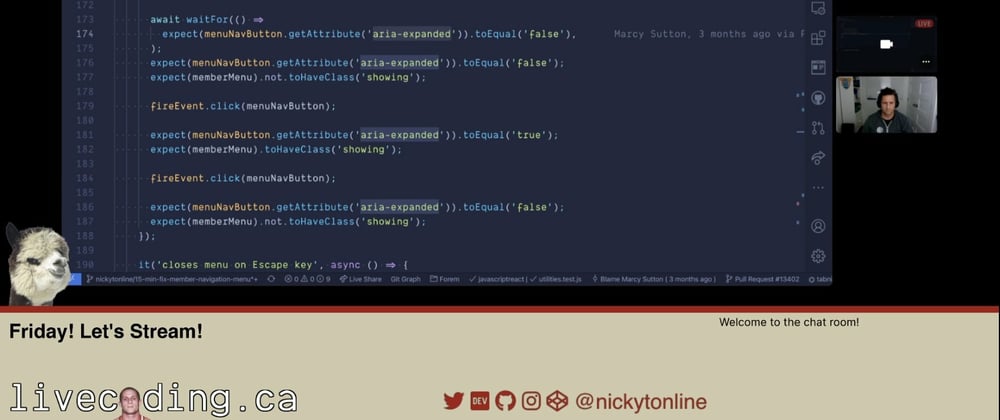 172
173 await waitFor(() ⇒
174 expect(menuNavButton.getAttribute('aria-expanded')).toEqual('false'), Marcy Sutton, 3 months ago via P
175 );
176 expect(menuNavButton.getAttribute('aria-expanded')).toEqual('false');
177 expect(memberMenu).not.toHaveClass('showing');
178
179 fireEvent.click(menuNavButton);
180
181 expect(menuNavButton.getAttribute('aria-expanded')).toEqual('true');
182 expect(memberMenu).toHaveClass('showing');
183
184 fireEvent.click(menuNavButton);
185
186 expect(menuNavButton.getAttribute('aria-expanded')).toEqual('false');
187 expect(memberMenu).not.toHaveClass('showing');
188 });
189
190 it('closes menu on Escape key', async () ⇒ {
nickytonline/15-min-fix-member-navigation-menu*+ 0 0 9 Live Share Git Graph Forem ✓ javascriptreact | ✓ utilities.test.js Blame Marcy Sutton ( 3 months ago ) Pull Request #13402 tabni
LIVE
Friday! Let's Stream!
Welcome to the chat room!
livecoding.ca
DEV
@nickytonline